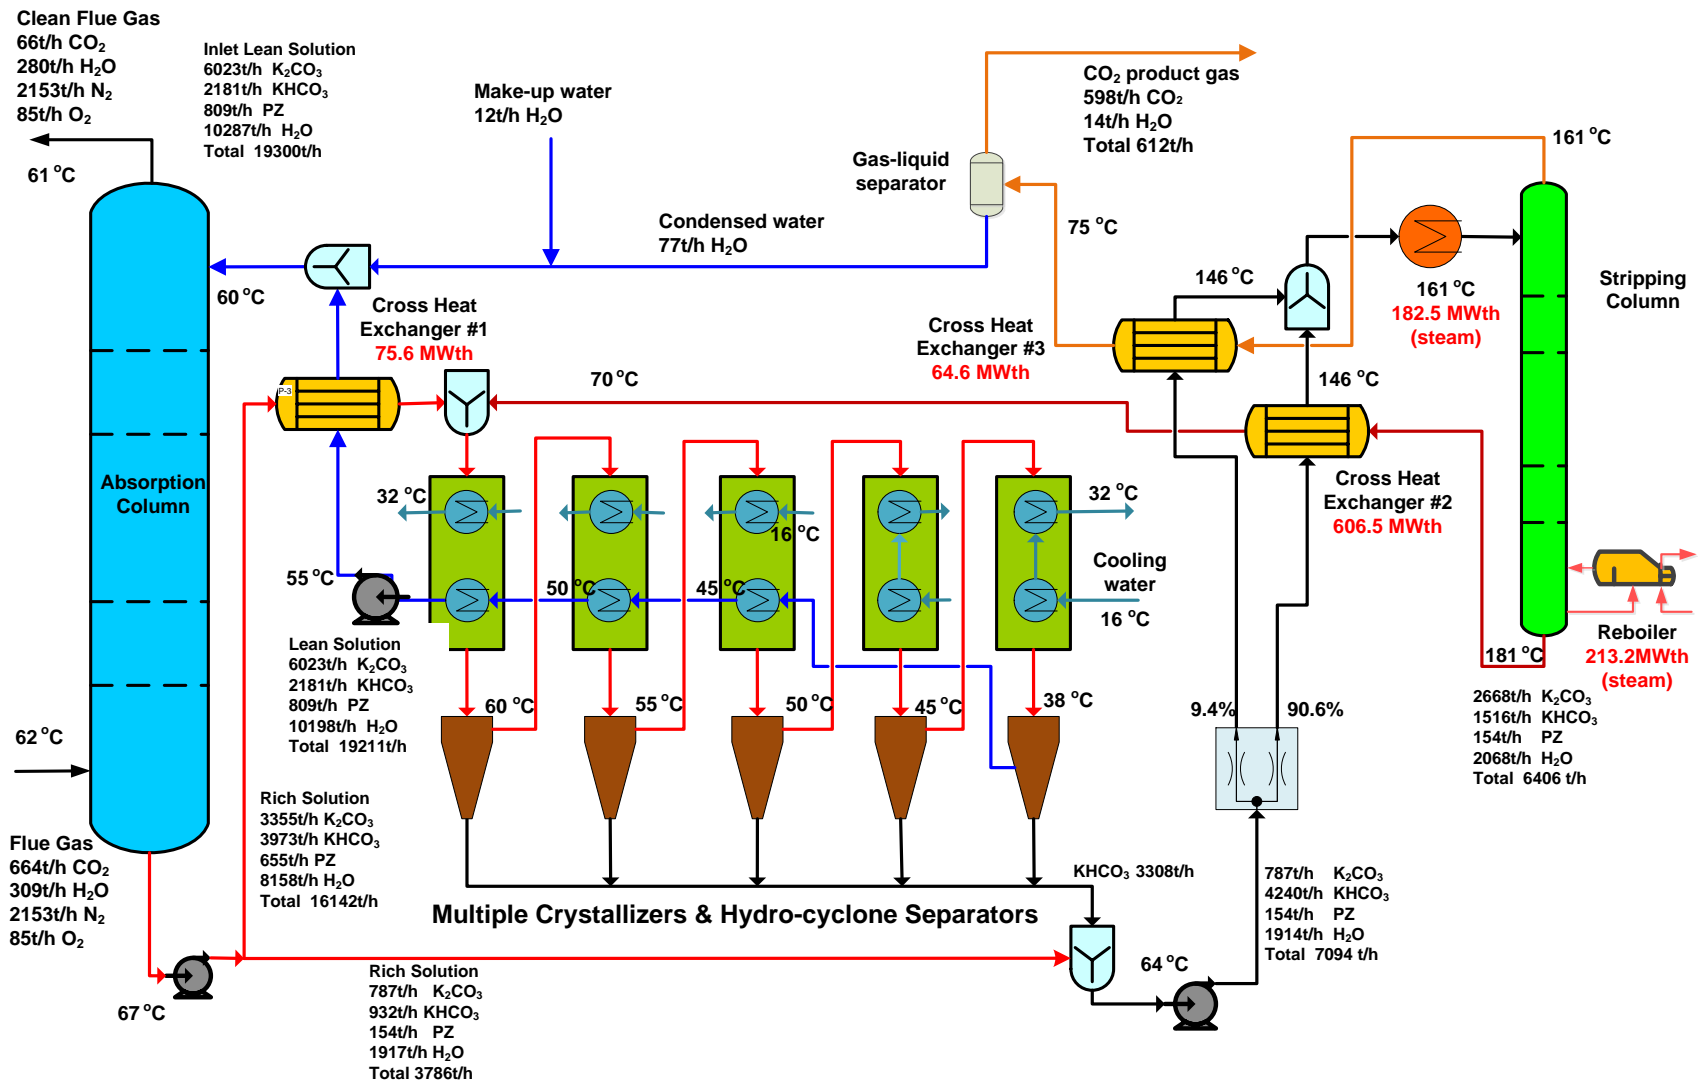 Clean Flue Gas
66t/h CO₂
280t/h H₂O
2153t/h N₂
85t/h O₂
Inlet Lean Solution
6023t/h K₂CO₃
2181t/h KHCO₃
809t/h PZ
10287t/h H₂O
Total 19300t/h
Make-up water
12t/h H₂O
CO₂ product gas
598t/h CO₂
14t/h H₂O
Total 612t/h
161 °C
61 °C
Gas-liquid
separator
Condensed water
77t/h H₂O
75 °C
60 °C
146 °C
161 °C
182.5 MWth
(steam)
Stripping
Column
Cross Heat
Exchanger #1
75.6 MWth
Cross Heat
Exchanger #3
64.6 MWth
P-3
70 °C
146 °C
Absorption
Column
Cross Heat
Exchanger #2
606.5 MWth
32 °C
16 °C
32 °C
Cooling
water
16 °C
55 °C
50 °C
45 °C
Reboiler
213.2MWth
(steam)
181 °C
Lean Solution
6023t/h K₂CO₃
2181t/h KHCO₃
809t/h PZ
10198t/h H₂O
Total 19211t/h
60 °C
55 °C
50 °C
45 °C
38 °C
9.4%
90.6%
2668t/h K₂CO₃
1516t/h KHCO₃
154t/h PZ
2068t/h H₂O
Total 6406 t/h
62 °C
Rich Solution
3355t/h K₂CO₃
3973t/h KHCO₃
655t/h PZ
8158t/h H₂O
Total 16142t/h
Flue Gas
664t/h CO₂
309t/h H₂O
2153t/h N₂
85t/h O₂
KHCO₃ 3308t/h
787t/h K₂CO₃
4240t/h KHCO₃
154t/h PZ
1914t/h H₂O
Total 7094 t/h
Multiple Crystallizers & Hydro-cyclone Separators
64 °C
67 °C
Rich Solution
787t/h K₂CO₃
932t/h KHCO₃
154t/h PZ
1917t/h H₂O
Total 3786t/h